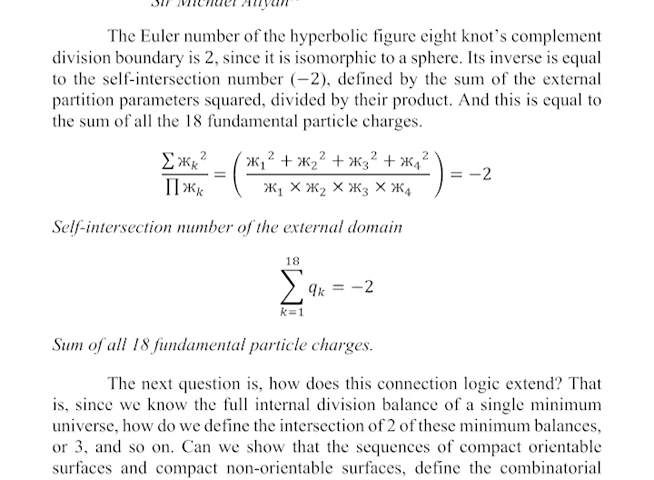 Sir Michael Atiyah
The Euler number of the hyperbolic figure eight knot's complement
division boundary is 2, since it is isomorphic to a sphere. Its inverse is equal
to the self-intersection number (−2), defined by the sum of the external
partition parameters squared, divided by their product. And this is equal to
the sum of all the 18 fundamental particle charges.
∑ жₖ² / ∏ жₖ = ( (ж₁² + ж₂² + ж₃² + ж₄²) / (ж₁ × ж₂ × ж₃ × ж₄) ) = −2
Self-intersection number of the external domain
18
∑ qₖ = −2
k=1
Sum of all 18 fundamental particle charges.
The next question is, how does this connection logic extend? That
is, since we know the full internal division balance of a single minimum
universe, how do we define the intersection of 2 of these minimum balances,
or 3, and so on. Can we show that the sequences of compact orientable
surfaces and compact non-orientable surfaces, define the combinatorial